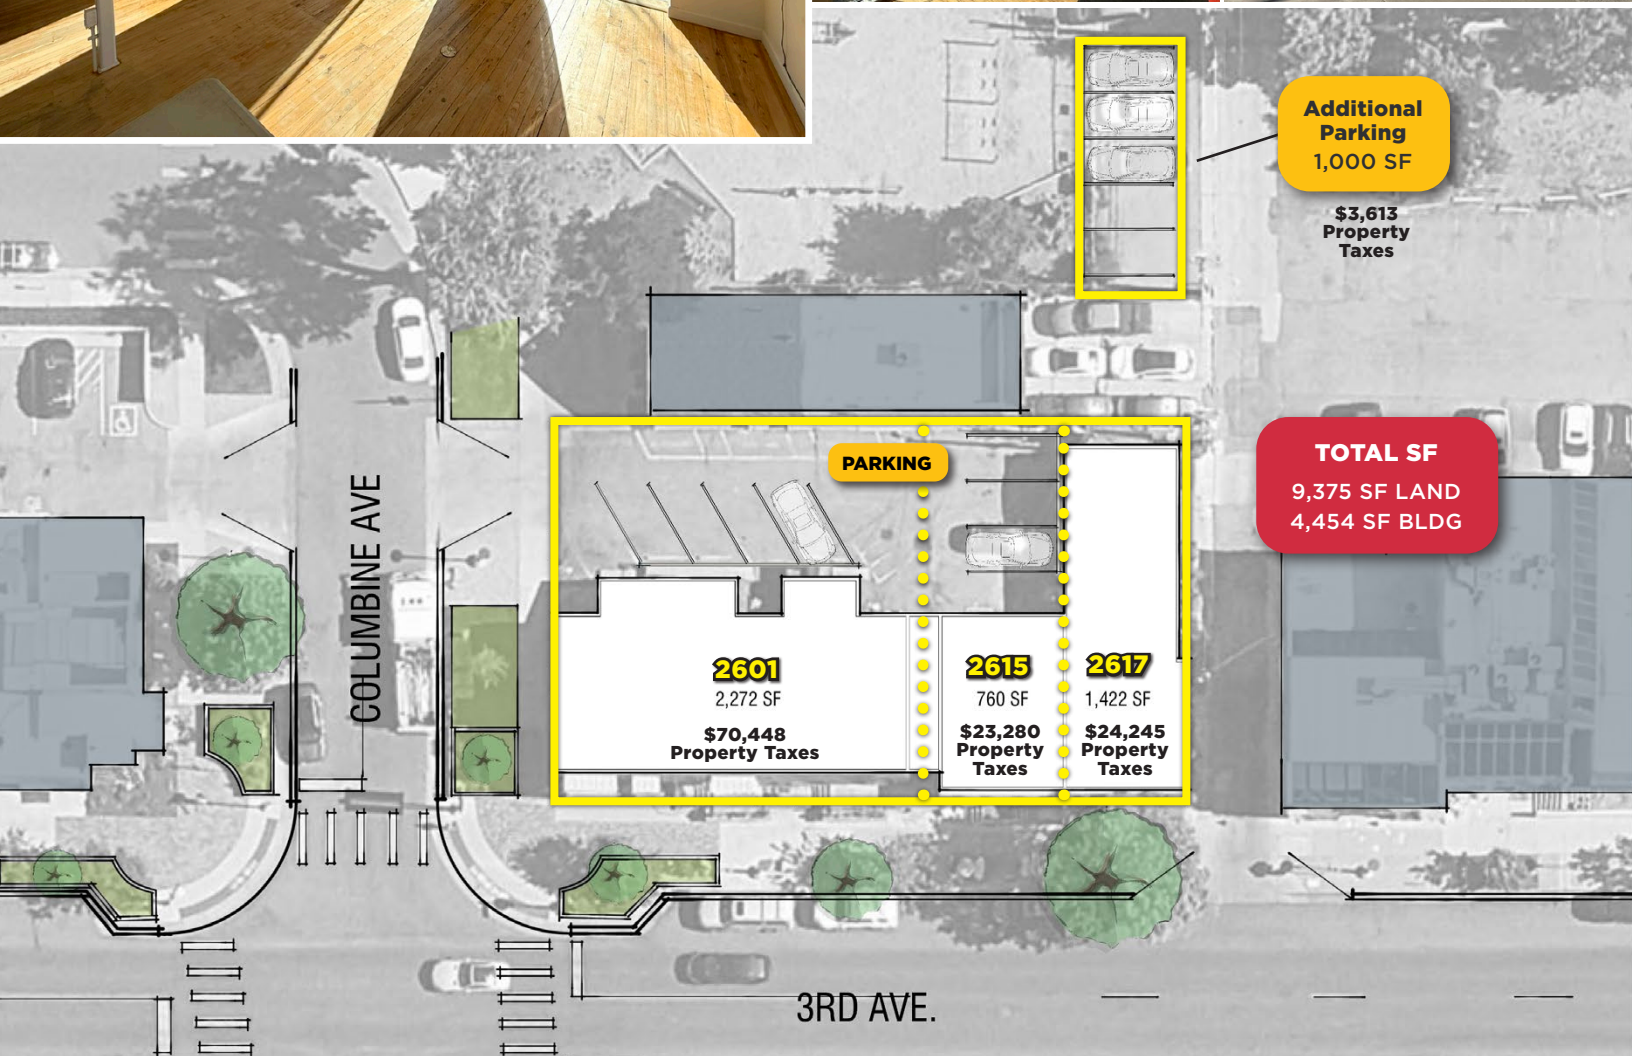 Additional
Parking
1,000 SF
$3,613
Property
Taxes
PARKING
TOTAL SF
9,375 SF LAND
4,454 SF BLDG
COLUMBINE AVE
2601
2,272 SF
$70,448
Property Taxes
2615
760 SF
$23,280
Property
Taxes
2617
1,422 SF
$24,245
Property
Taxes
3RD AVE.